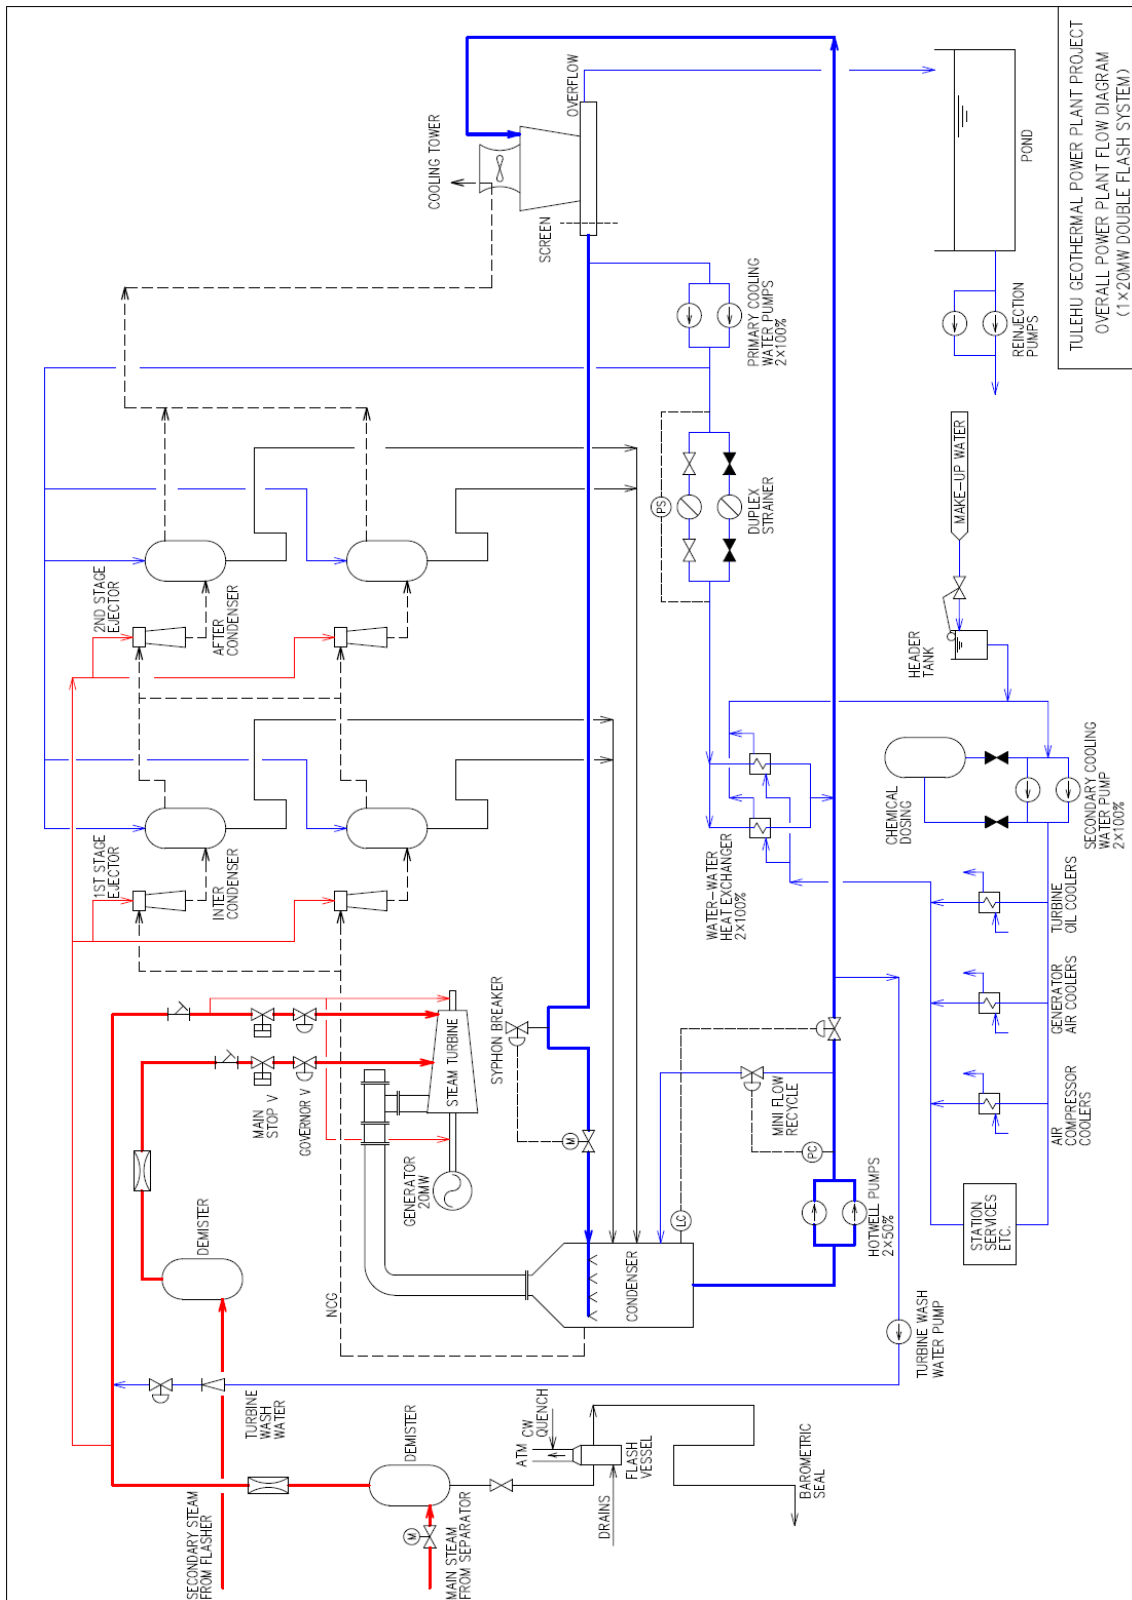 SECONDARY STEAM
FROM FLASHER
MAIN STEAM
FROM SEPARATOR
M
DEMISTER
DEMISTER
TURBINE
WASH
WATER
ATM
CW
QUENCH
DRAINS
FLASH
VESSEL
BAROMETRIC
SEAL
NCG
MAIN
STOP V
GOVERNOR V
STEAM TURBINE
GENERATOR
20MW
SYPHON BREAKER
M
CONDENSER
LC
PC
MINI FLOW
RECYCLE
HOTWELL PUMPS
2×50%
TURBINE WASH
WATER PUMP
1ST STAGE
EJECTOR
INTER
CONDENSER
2ND STAGE
EJECTOR
AFTER
CONDENSER
COOLING TOWER
SCREEN
OVERFLOW
PRIMARY COOLING
WATER PUMPS
2×100%
PS
DUPLEX
STRAINER
WATER-WATER
HEAT EXCHANGER
2×100%
HEADER
TANK
MAKE-UP WATER
CHEMICAL
DOSING
SECONDARY COOLING
WATER PUMP
2×100%
TURBINE
OIL COOLERS
GENERATOR
AIR COOLERS
AIR
COMPRESSOR
COOLERS
STATION
SERVICES
ETC.
POND
REINJECTION
PUMPS
TULEHU GEOTHERMAL POWER PLANT PROJECT
OVERALL POWER PLANT FLOW DIAGRAM
(1×20MW DOUBLE FLASH SYSTEM)